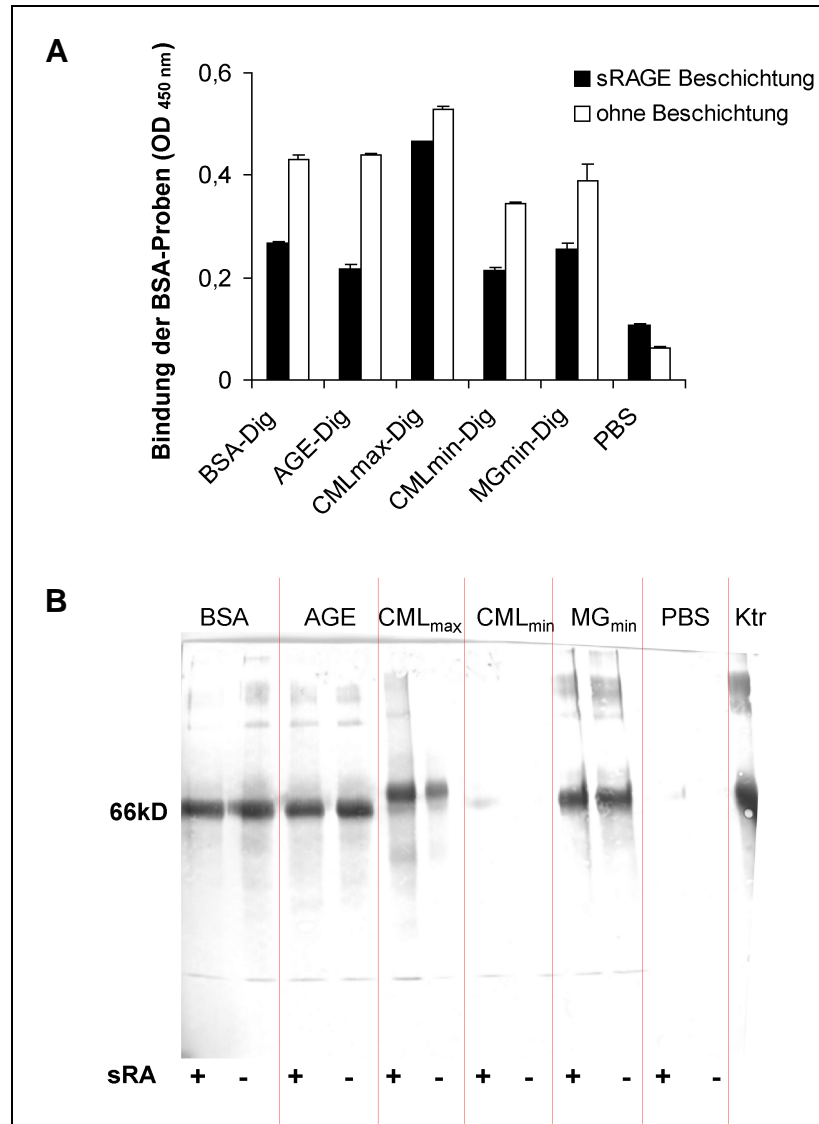 A
Bindung der BSA-Proben (OD 450 nm)
0,6
0,4
0,2
0
sRAGE Beschichtung
ohne Beschichtung
BSA-Dig
AGE-Dig
CMLmax-Dig
CMLmin-Dig
MGmin-Dig
PBS
B
BSA AGE CMLmax CMLmin MGmin PBS Ktr
66kD
sRA + - + - + - + - + - + -